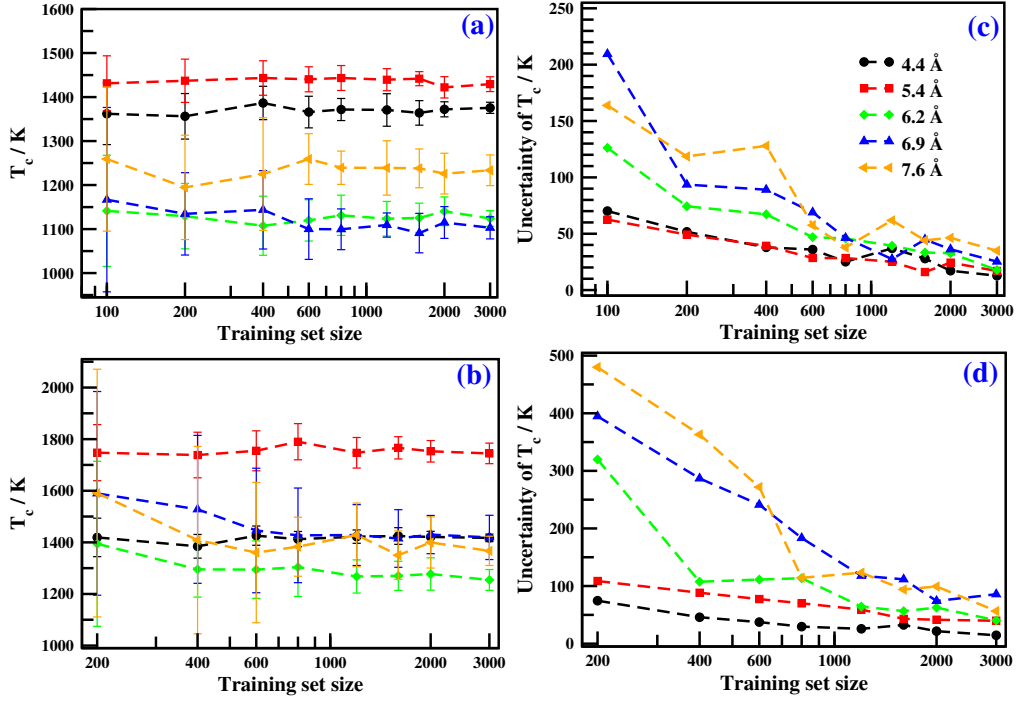 1600
1500
1400
1300
1200
1100
1000
T_c / K
(a)
100 200 400 600 1000 2000 3000
Training set size
250
200
150
100
50
0
Uncertainty of T_c / K
(c)
4.4 Å
5.4 Å
6.2 Å
6.9 Å
7.6 Å
100 200 400 600 1000 2000 3000
Training set size
2000
1800
1600
1400
1200
1000
T_c / K
(b)
200 400 600 1000 2000 3000
Training set size
500
400
300
200
100
0
Uncertainty of T_c / K
(d)
200 400 600 1000 2000 3000
Training set size